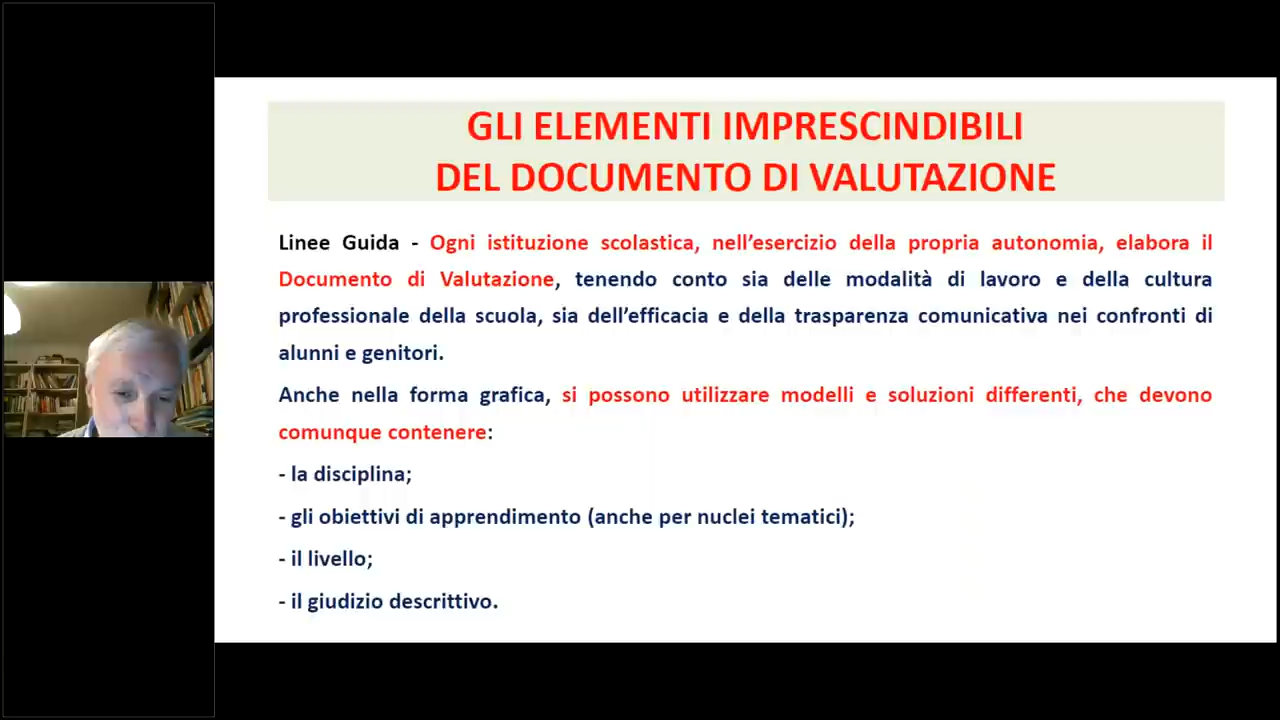 GLI ELEMENTI IMPRESCINDIBILI
DEL DOCUMENTO DI VALUTAZIONE
Linee Guida - Ogni istituzione scolastica, nell’esercizio della propria autonomia, elabora il
Documento di Valutazione, tenendo conto sia delle modalità di lavoro e della cultura
professionale della scuola, sia dell’efficacia e della trasparenza comunicativa nei confronti di
alunni e genitori.
Anche nella forma grafica, si possono utilizzare modelli e soluzioni differenti, che devono
comunque contenere:
- la disciplina;
- gli obiettivi di apprendimento (anche per nuclei tematici);
- il livello;
- il giudizio descrittivo.